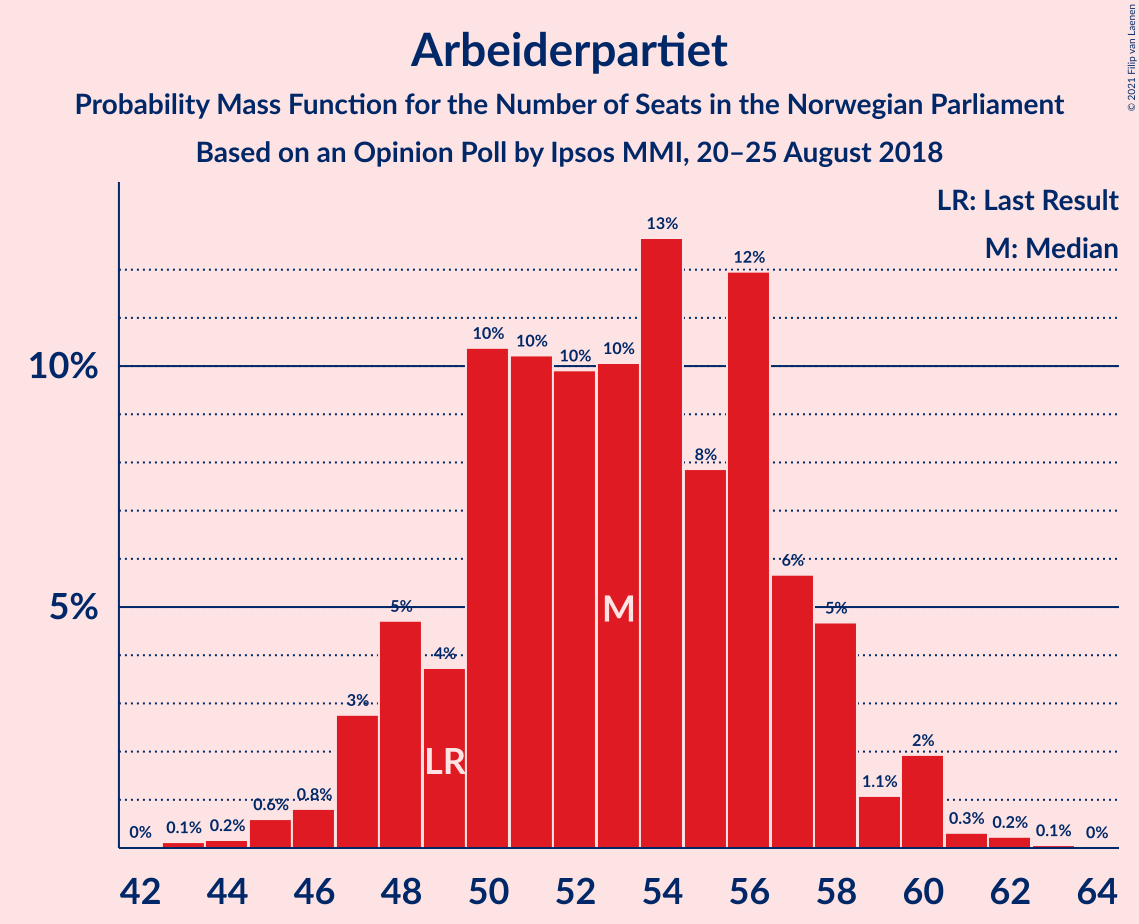 Arbeiderpartiet
Probability Mass Function for the Number of Seats in the Norwegian Parliament
Based on an Opinion Poll by Ipsos MMI, 20–25 August 2018
© 2021 Filip van Laenen
LR: Last Result
M: Median
10%
5%
0%
0.1%
0.2%
0.6%
0.8%
3%
5%
4%
10%
10%
10%
10%
13%
8%
12%
6%
5%
1.1%
2%
0.3%
0.2%
0.1%
0%
LR
M
42 44 46 48 50 52 54 56 58 60 62 64